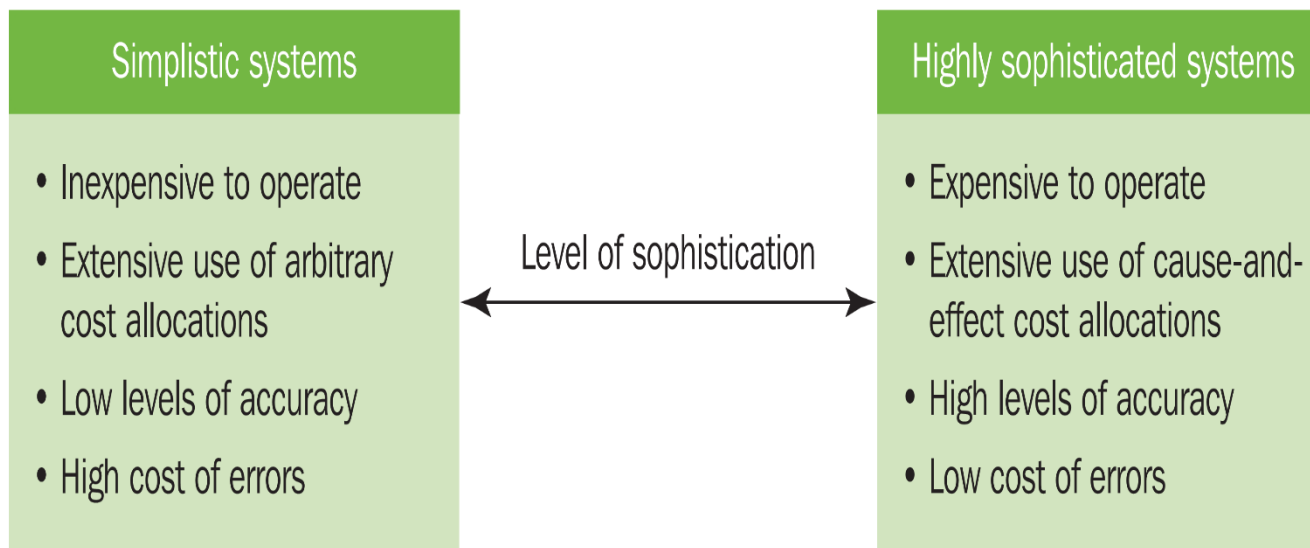 Simplistic systems
• Inexpensive to operate
• Extensive use of arbitrary
cost allocations
• Low levels of accuracy
• High cost of errors
Level of sophistication
Highly sophisticated systems
• Expensive to operate
• Extensive use of cause-and-
effect cost allocations
• High levels of accuracy
• Low cost of errors